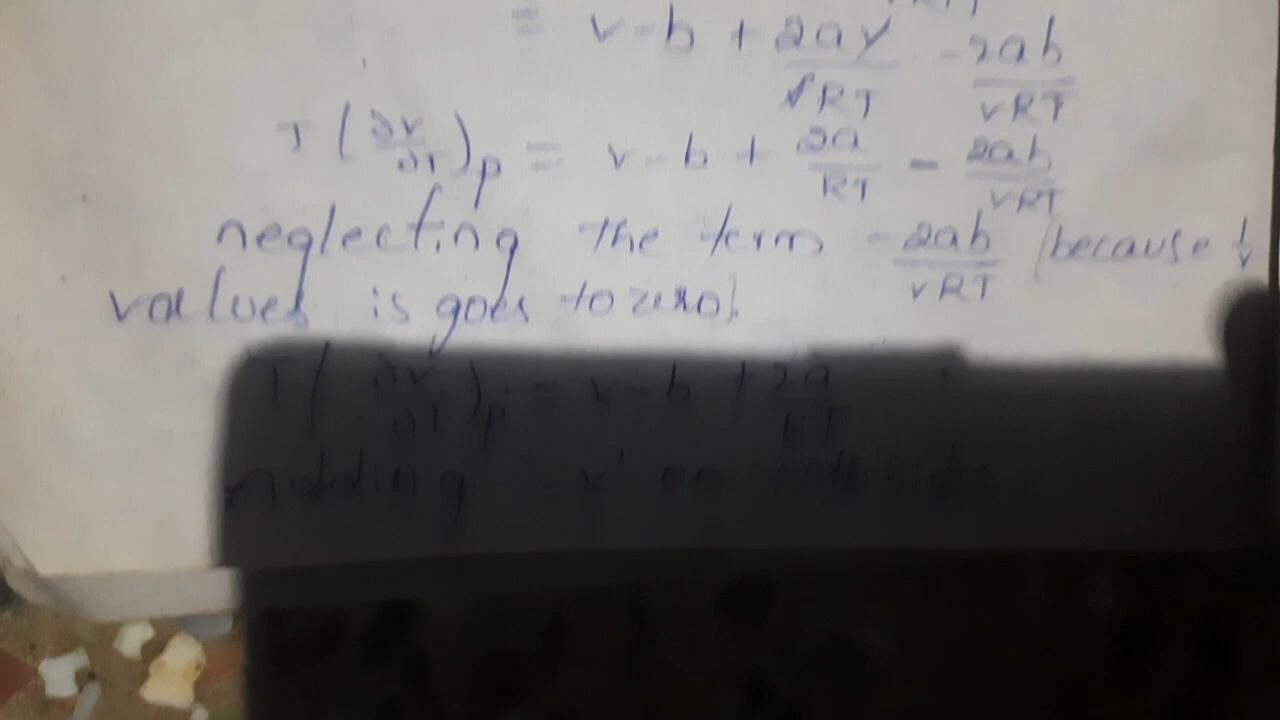 = v-b + 2av/vRT - 2ab/vRT
T(∂v/∂T)p = v-b + 2a/RT - 2ab/vRT
neglecting the term - 2ab/vRT [because 1/v
values is goes to zero].
T(∂v/∂T)p = v-b + 2a/RT
adding -v' on both sides